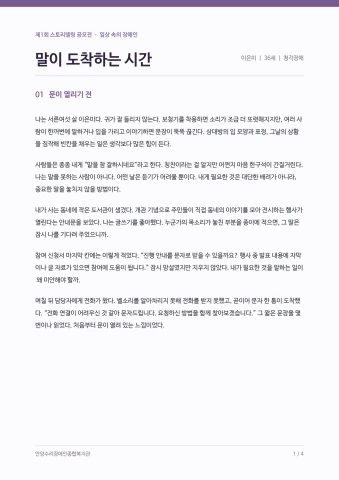 제1회 스토리텔링 공모전 · 일상 속의 장애인
말이 도착하는 시간
이은미 | 36세 | 청각장애
01 문이 열리기 전
나는 서른여섯 살 이은미다. 귀가 잘 들리지 않는다. 보청기를 착용하면 소리가 조금 더 또렷해지지만, 여러 사
람이 한꺼번에 말하거나 입을 가리고 이야기하면 문장이 뚝뚝 끊긴다. 상대방의 입 모양과 표정, 그날의 상황
을 짐작해 빈칸을 채우는 일은 생각보다 많은 힘이 든다.
사람들은 종종 내게 “말을 참 잘하시네요”라고 한다. 칭찬이라는 걸 알지만 어쩐지 마음 한구석이 간질거린다.
나는 말을 못하는 사람이 아니다. 어떤 날은 듣기가 어려울 뿐이다. 내게 필요한 것은 대단한 배려가 아니라,
중요한 말을 놓치지 않을 방법이다.
내가 사는 동네에 작은 도서관이 생겼다. 개관 기념으로 주민들이 직접 동네의 이야기를 모아 전시하는 행사가
열린다는 안내문을 보았다. 나는 글쓰기를 좋아했다. 누군가의 목소리가 놓친 부분을 종이에 적으면, 그 말은
잠시 나를 기다려 주었으니까.
참여 신청서 마지막 칸에는 이렇게 적었다. “진행 안내를 문자로 받을 수 있을까요? 행사 중 발표 내용에 자막
이나 글 자료가 있으면 참여에 도움이 됩니다.” 잠시 망설였지만 지우지 않았다. 내가 필요한 것을 말하는 일이
왜 미안해야 할까.
며칠 뒤 담당자에게 전화가 왔다. 벨소리를 알아차리지 못해 전화를 받지 못했고, 곧이어 문자 한 통이 도착했
다. “전화 연결이 어려우신 것 같아 문자드립니다. 요청하신 방법을 함께 찾아보겠습니다.” 그 짧은 문장을 몇
번이나 읽었다. 처음부터 문이 열려 있는 느낌이었다.
안양수리장애인종합복지관
1 / 4